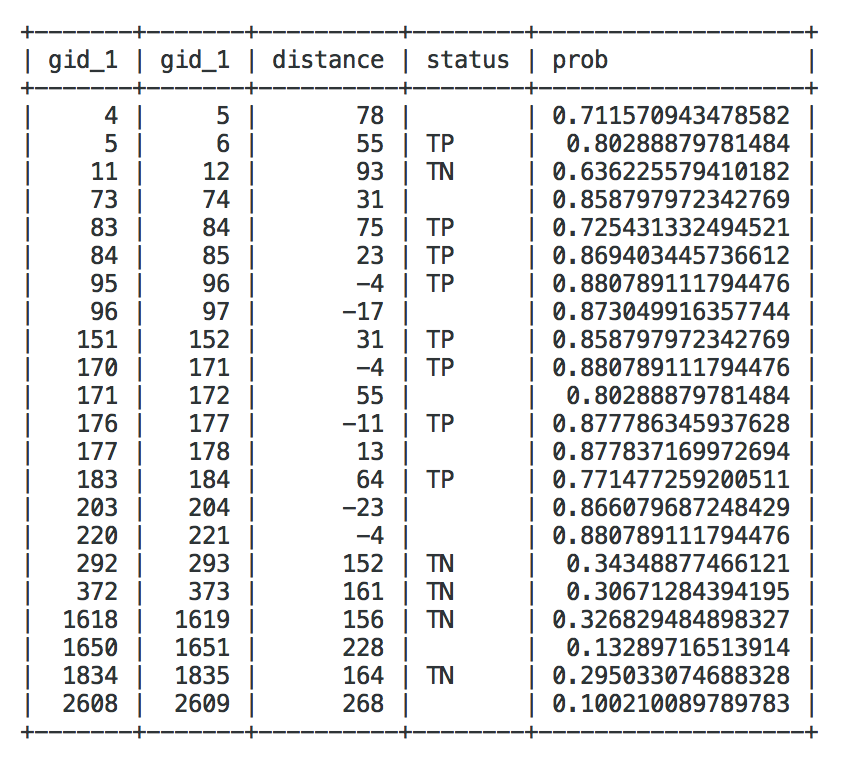 +-------+-------+----------+--------+-------------------+
| gid_1 | gid_1 | distance | status | prob              |
+-------+-------+----------+--------+-------------------+
|     4 |     5 |       78 |        | 0.711570943478582 |
|     5 |     6 |       55 | TP     |  0.80288879781484 |
|    11 |    12 |       93 | TN     | 0.636225579410182 |
|    73 |    74 |       31 |        | 0.858797972342769 |
|    83 |    84 |       75 | TP     | 0.725431332494521 |
|    84 |    85 |       23 | TP     | 0.869403445736612 |
|    95 |    96 |       -4 | TP     | 0.880789111794476 |
|    96 |    97 |      -17 |        | 0.873049916357744 |
|   151 |   152 |       31 | TP     | 0.858797972342769 |
|   170 |   171 |       -4 | TP     | 0.880789111794476 |
|   171 |   172 |       55 |        |  0.80288879781484 |
|   176 |   177 |      -11 | TP     | 0.877786345937628 |
|   177 |   178 |       13 |        | 0.877837169972694 |
|   183 |   184 |       64 | TP     | 0.771477259200511 |
|   203 |   204 |      -23 |        | 0.866079687248429 |
|   220 |   221 |       -4 |        | 0.880789111794476 |
|   292 |   293 |      152 | TN     |  0.34348877466121 |
|   372 |   373 |      161 | TN     |  0.30671284394195 |
|  1618 |  1619 |      156 | TN     | 0.326829484898327 |
|  1650 |  1651 |      228 |        |  0.13289716513914 |
|  1834 |  1835 |      164 | TN     | 0.295033074688328 |
|  2608 |  2609 |      268 |        | 0.100210089789783 |
+-------+-------+----------+--------+-------------------+